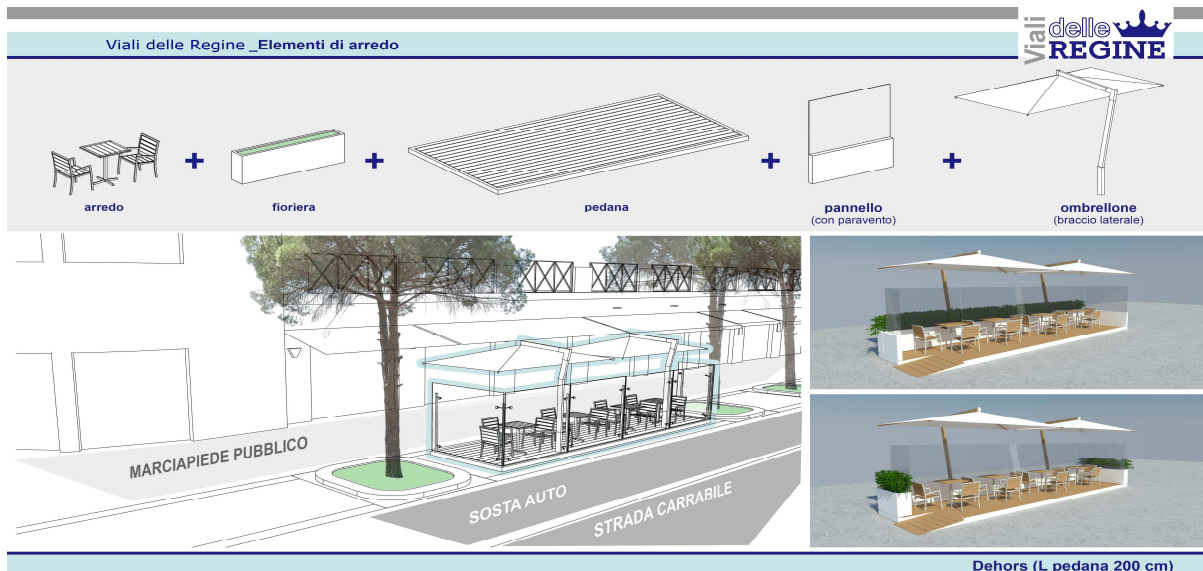 Viali delle Regine _Elementi di arredo
Viali delle REGINE
+ + + +
arredo
fioriera
pedana
pannello
(con paravento)
ombrellone
(braccio laterale)
MARCIAPIEDE PUBBLICO
SOSTA AUTO
STRADA CARRABILE
Dehors (L pedana 200 cm)